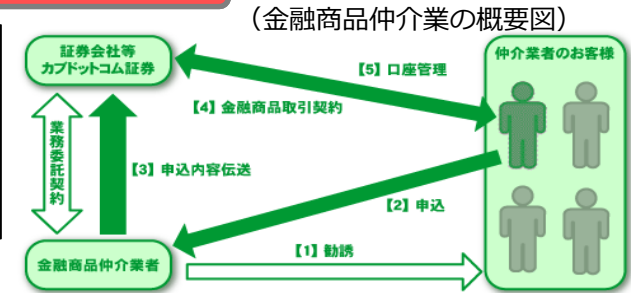 （金融商品仲介業の概要図）
証券会社等
カブドットコム証券
仲介業者のお客様
【5】口座管理
【4】金融商品取引契約
業務委託契約
【3】申込内容伝送
【2】申込
【1】勧誘
金融商品仲介業者